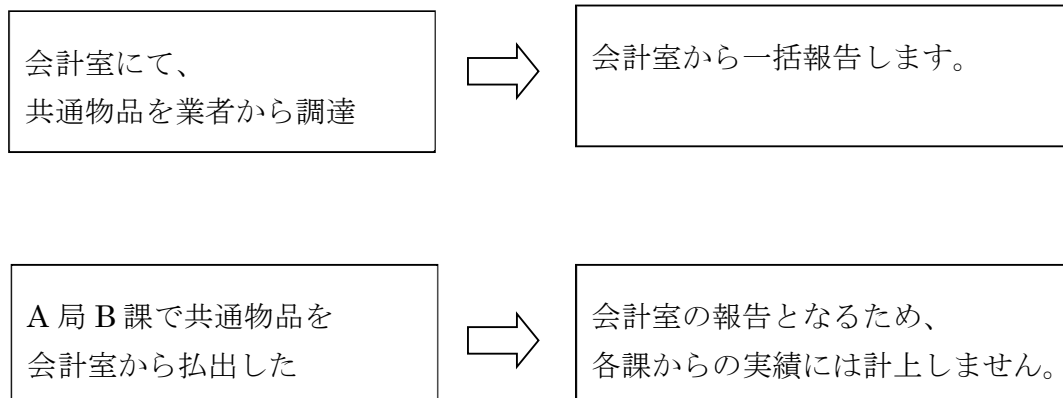 会計室にて、
共通物品を業者から調達
会計室から一括報告します。
A 局 B 課で共通物品を
会計室から払出した
会計室の報告となるため、
各課からの実績には計上しません。